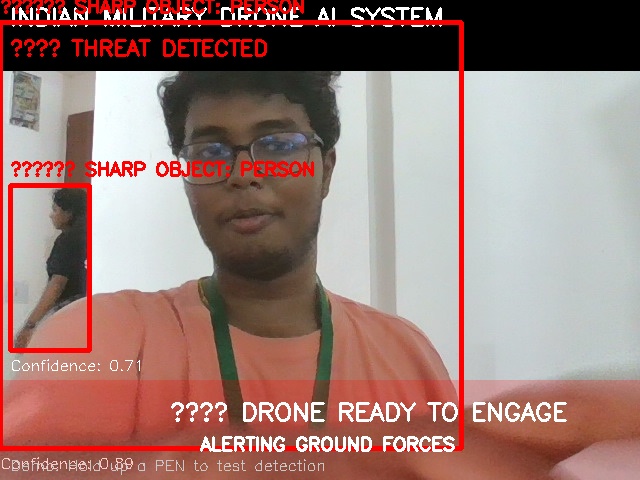 ?????? SHARP OBJECT: PERSON
INDIAN MILITARY DRONE AI SYSTEM
???? THREAT DETECTED
?????? SHARP OBJECT: PERSON
Confidence: 0.71
???? DRONE READY TO ENGAGE
ALERTING GROUND FORCES
Confidence: 0.89
Demo: Hold up a PEN to test detection